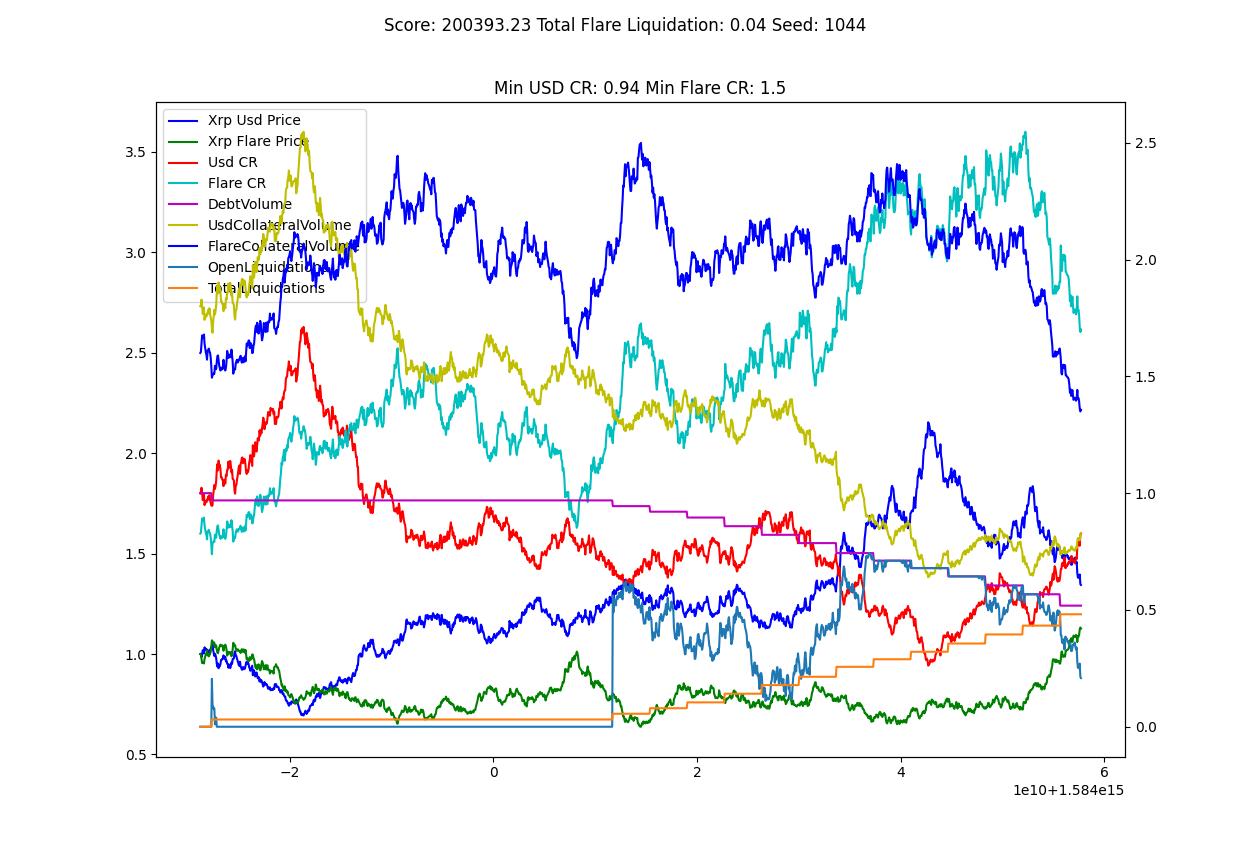 Score: 200393.23 Total Flare Liquidation: 0.04 Seed: 1044
Min USD CR: 0.94 Min Flare CR: 1.5
Xrp Usd Price
Xrp Flare Price
Usd CR
Flare CR
DebtVolume
UsdCollateralVolume
FlareCollateralVolume
OpenLiquidations
TotalLiquidations
3.5
3.0
2.5
2.0
1.5
1.0
0.5
2.5
2.0
1.5
1.0
0.5
0.0
−2
0
2
4
6
1e10+1.584e15